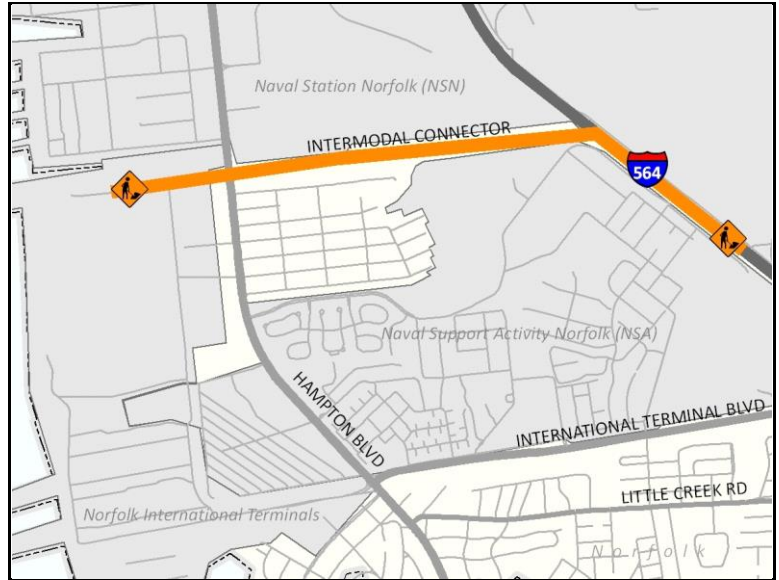 Naval Station Norfolk (NSN)
INTERMODAL CONNECTOR
564
Naval Support Activity Norfolk (NSA)
HAMPTON BLVD
INTERNATIONAL TERMINAL BLVD
LITTLE CREEK RD
Norfolk International Terminals
Norfolk